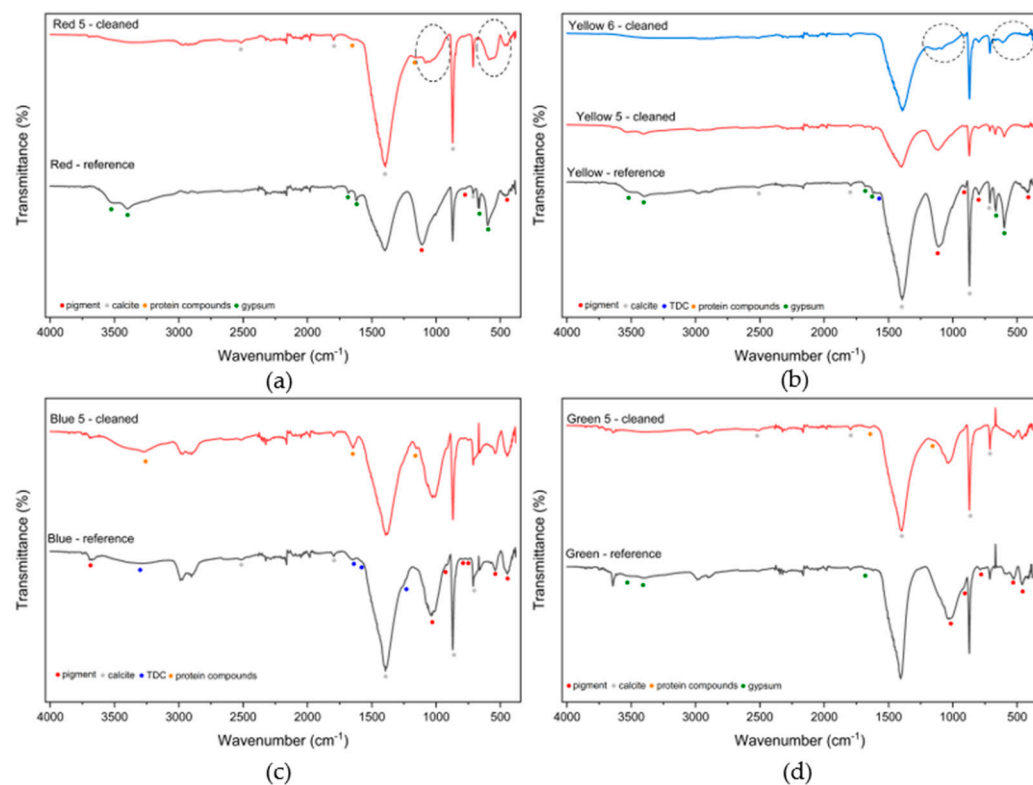 Red 5 - cleaned
Red - reference
Transmittance (%)
pigment calcite protein compounds gypsum
4000 3500 3000 2500 2000 1500 1000 500
Wavenumber (cm⁻¹)
(a)
Yellow 6 - cleaned
Yellow 5 - cleaned
Yellow - reference
Transmittance (%)
pigment calcite TDC protein compounds gypsum
4000 3500 3000 2500 2000 1500 1000 500
Wavenumber (cm⁻¹)
(b)
Blue 5 - cleaned
Blue - reference
Transmittance (%)
pigment calcite TDC protein compounds
4000 3500 3000 2500 2000 1500 1000 500
Wavenumber (cm⁻¹)
(c)
Green 5 - cleaned
Green - reference
Transmittance (%)
pigment calcite protein compounds gypsum
4000 3500 3000 2500 2000 1500 1000 500
Wavenumber (cm⁻¹)
(d)